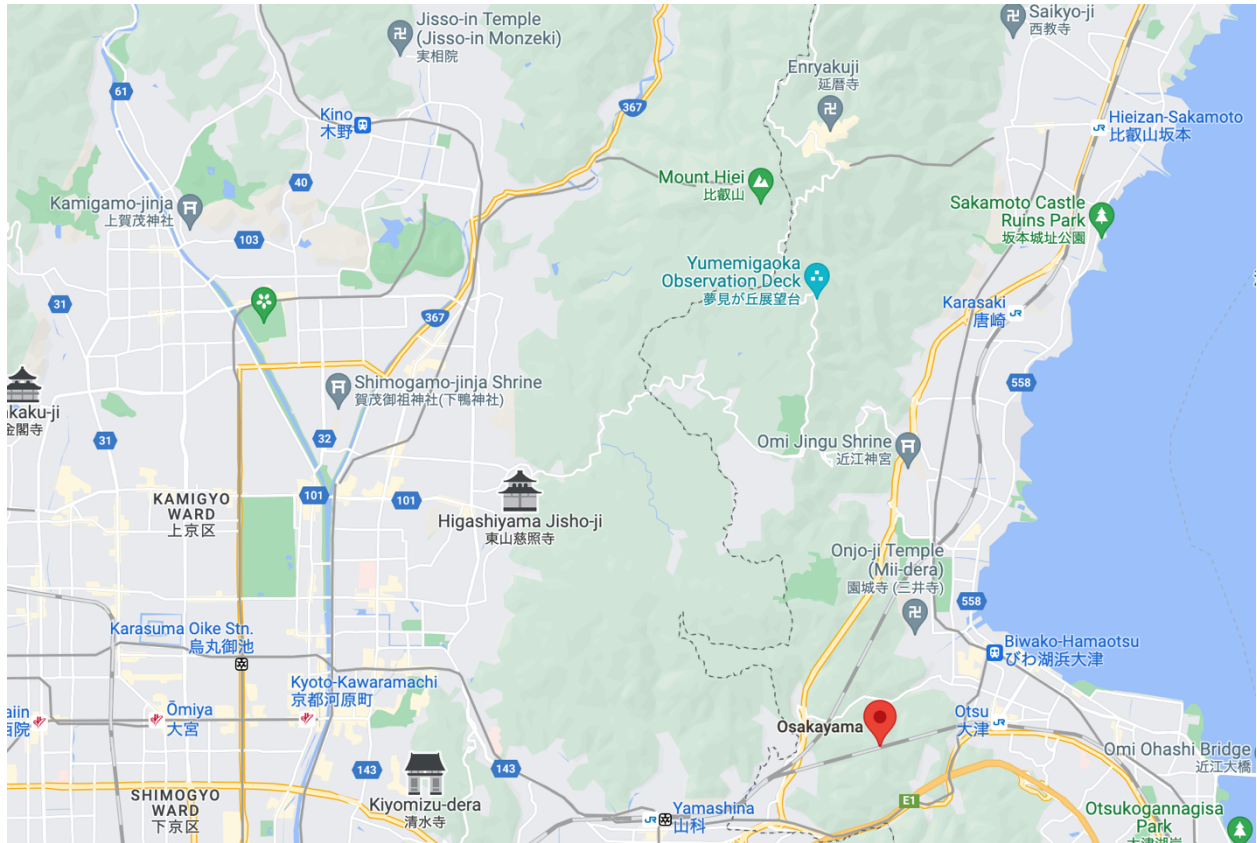 Jisso-in Temple
(Jisso-in Monzeki)
実相院
Saikyo-ji
西教寺
Enryakuji
延暦寺
61
367
Kino
木野
Hieizan-Sakamoto
比叡山坂本
40
Mount Hiei
比叡山
Kamigamo-jinja
上賀茂神社
Sakamoto Castle
Ruins Park
坂本城址公園
103
Yumemigaoka
Observation Deck
夢見が丘展望台
31
367
Karasaki
唐崎
Shimogamo-jinja Shrine
賀茂御祖神社(下鴨神社)
558
akaku-ji
金閣寺
31
32
Omi Jingu Shrine
近江神宮
KAMIGYO
WARD
上京区
101
101
Higashiyama Jisho-ji
東山慈照寺
Onjo-ji Temple
(Mii-dera)
園城寺 (三井寺)
558
Karasuma Oike Stn.
烏丸御池
Biwako-Hamaotsu
びわ湖浜大津
Kyoto-Kawaramachi
京都河原町
aiin
西院
Ōmiya
大宮
Osakayama
Otsu
大津
Omi Ohashi Bridge
近江大橋
143
143
Kiyomizu-dera
清水寺
SHIMOGYO
WARD
下京区
E1
Yamashina
山科
Otsukogannagisa
Park
大津湖岸